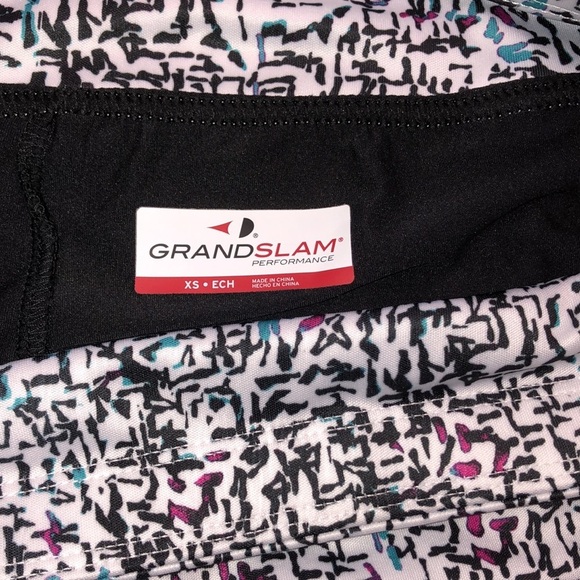 ®
GRANDSLAM®
PERFORMANCE
XS • ECH
MADE IN CHINA
HECHO EN CHINA